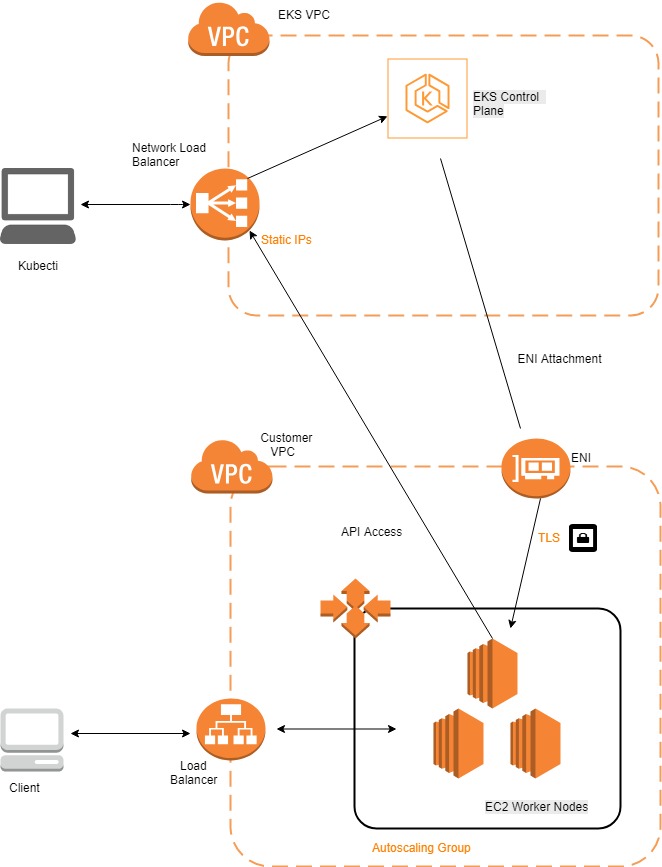 EKS VPC
VPC
EKS Control
Plane
K
Network Load
Balancer
Static IPs
Kubecti
ENI Attachment
Customer
VPC
VPC
ENI
API Access
TLS
Load
Balancer
Client
EC2 Worker Nodes
Autoscaling Group